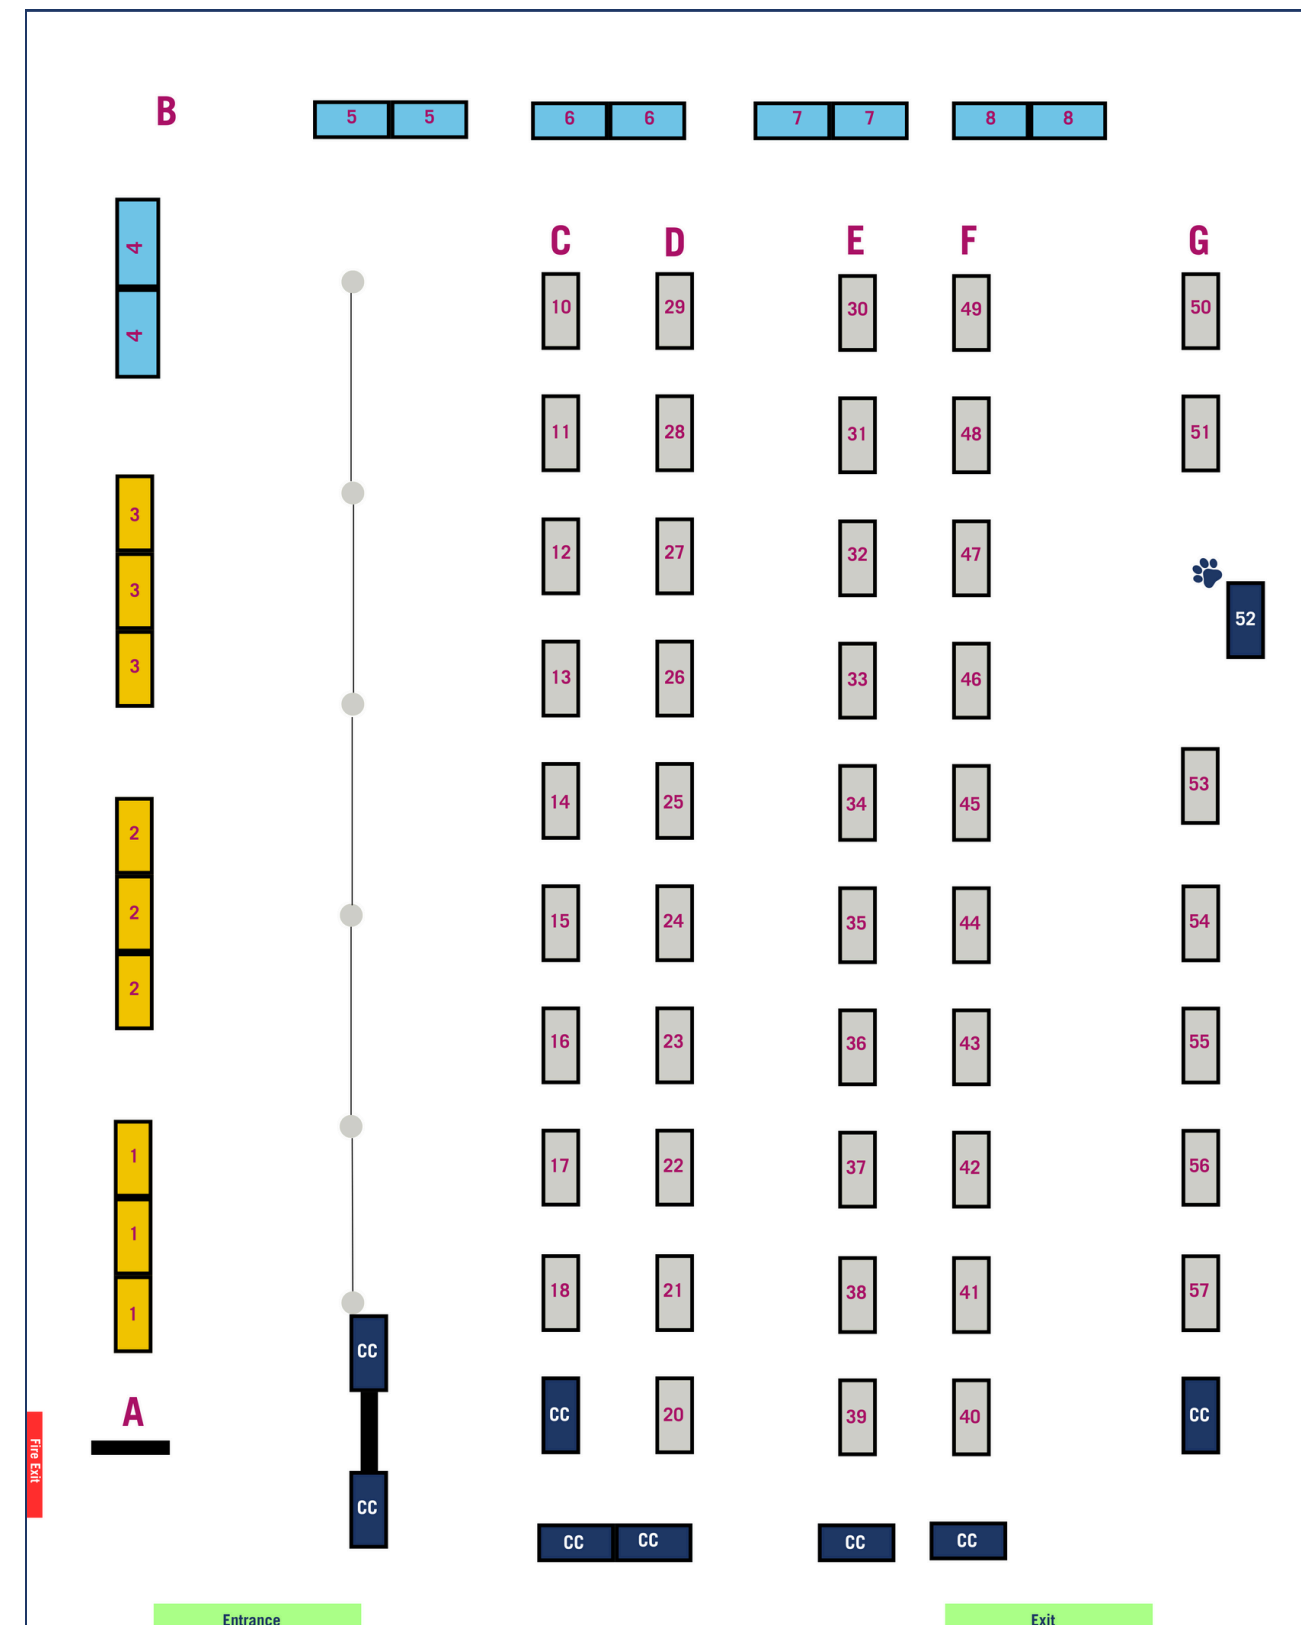 B
5 5 6 6 7 7 8 8
4
4
C D E F G
10 29 30 49 50
11 28 31 48 51
3
3
3
12 27 32 47
52
13 26 33 46
2
2
2
14 25 34 45 53
15 24 35 44 54
16 23 36 43 55
1
1
1
17 22 37 42 56
18 21 38 41 57
CC
A
CC 20 39 40 CC
Fire Exit
CC
CC CC CC CC
Entrance Exit